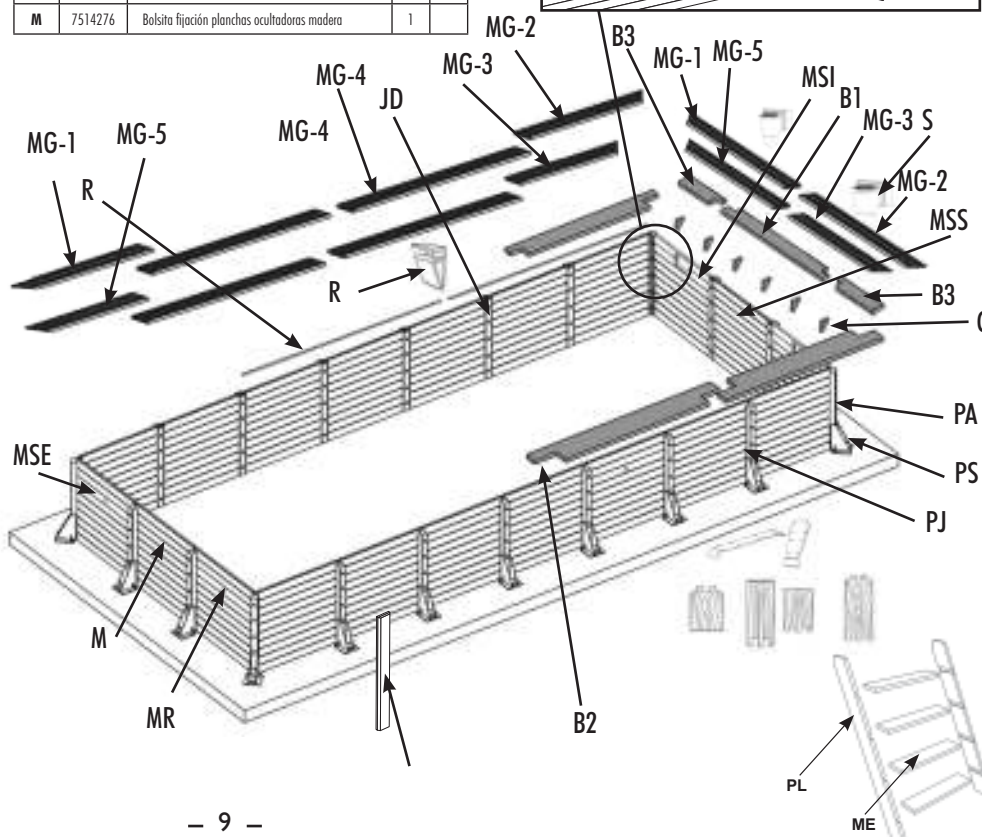 M 7514276 Bolsita fijación planchas ocultadoras madera 1
MG-2
B3
MG-1
MG-5
MSI
MG-4
MG-3
JD
B1
MG-4
MG-3
S
MG-1
MG-5
R
MG-2
MSS
R
B3
PA
MSE
PS
PJ
M
MR
B2
PL
ME
– 9 –